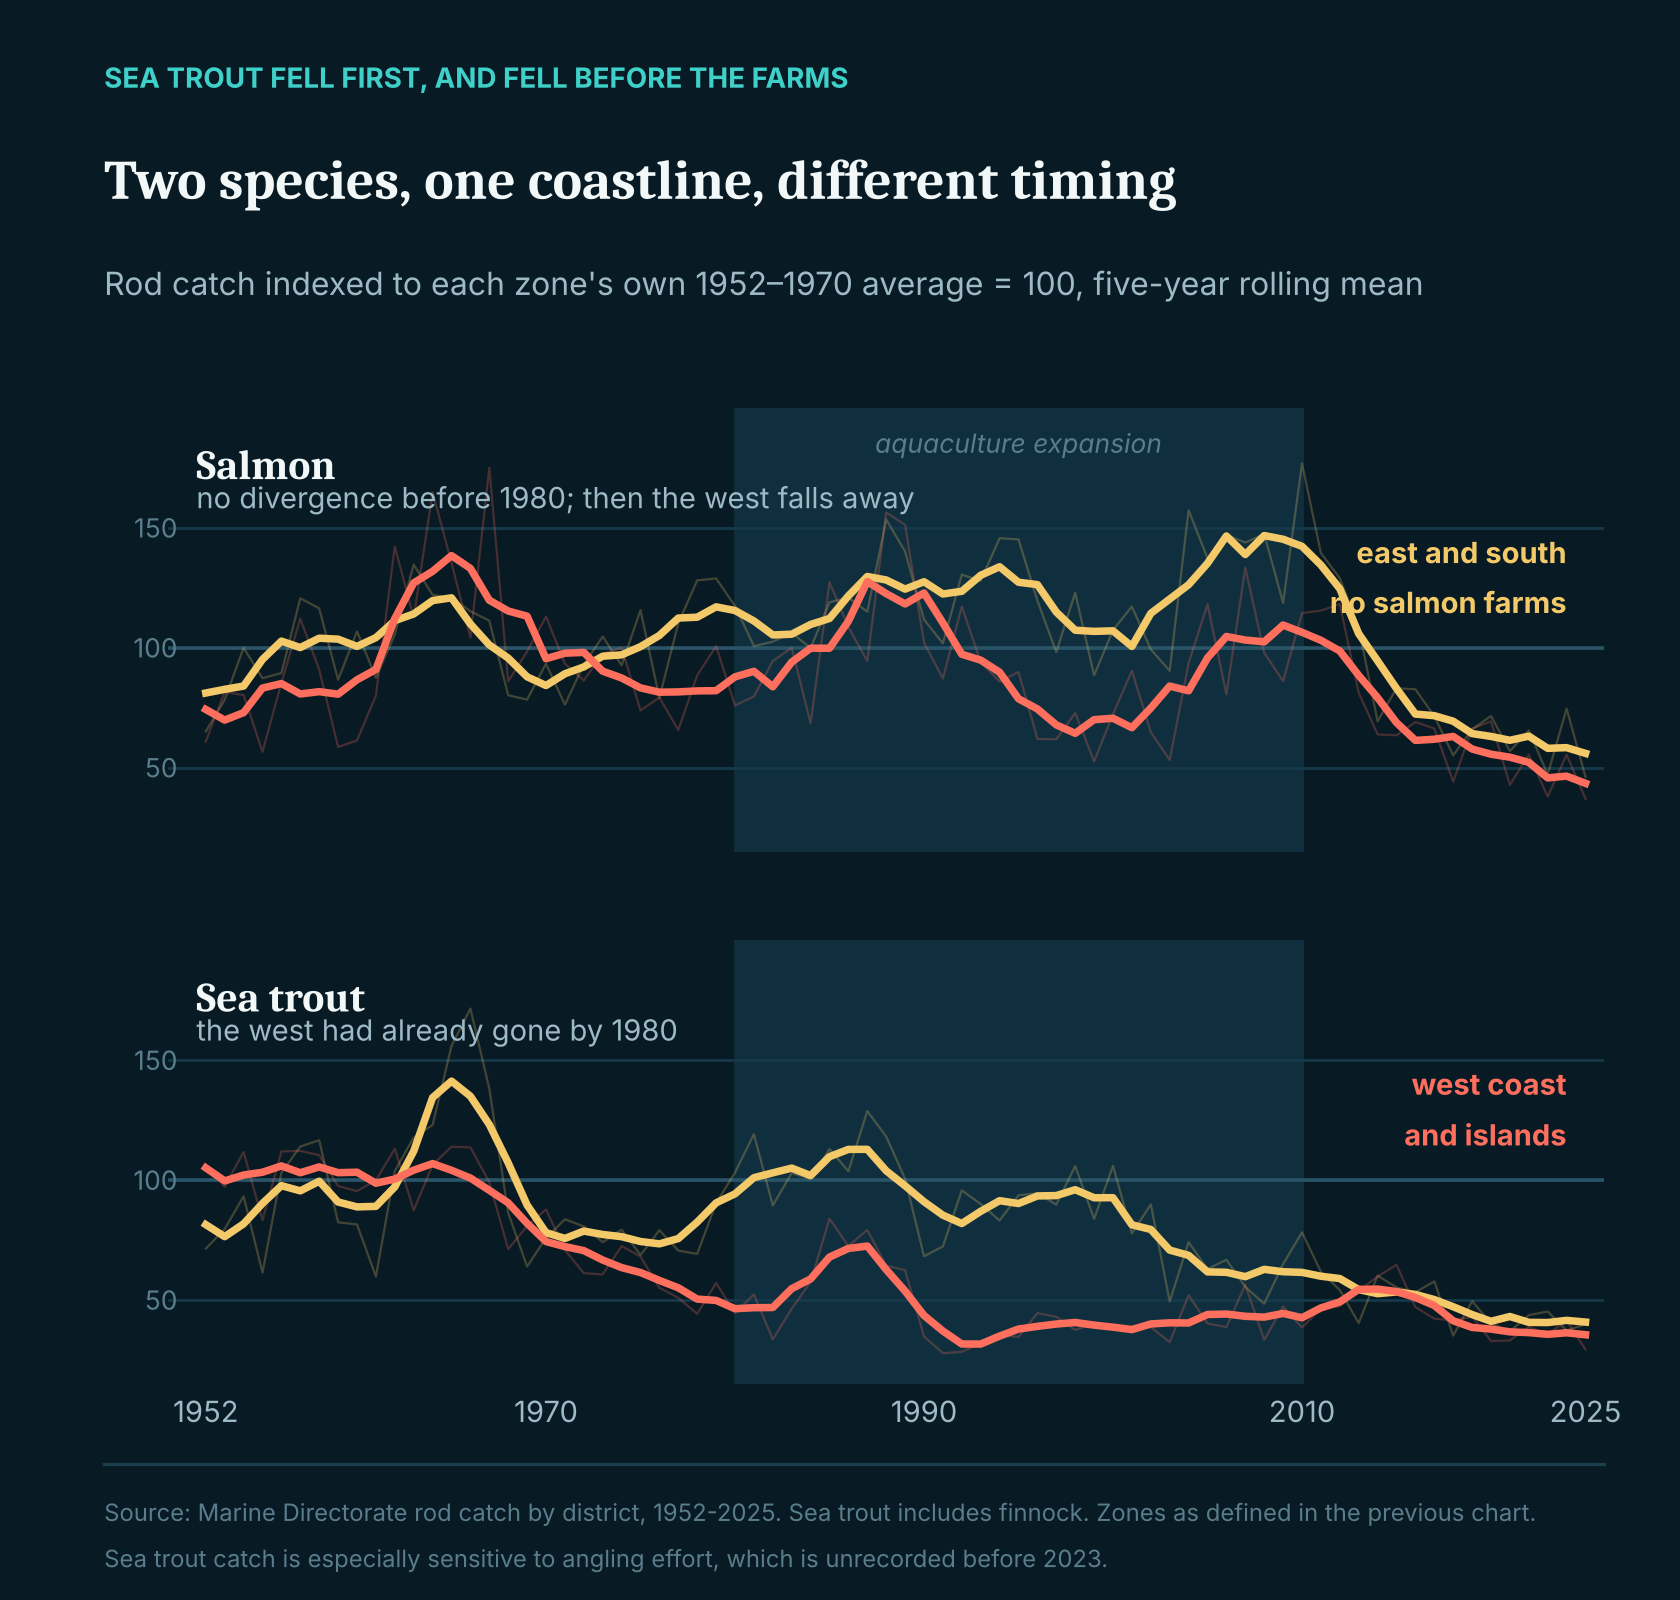 SEA TROUT FELL FIRST, AND FELL BEFORE THE FARMS
Two species, one coastline, different timing
Rod catch indexed to each zone's own 1952–1970 average = 100, five-year rolling mean
aquaculture expansion
Salmon
no divergence before 1980; then the west falls away
150
east and south
no salmon farms
100
50
Sea trout
the west had already gone by 1980
150
west coast
and islands
100
50
1952 1970 1990 2010 2025
Source: Marine Directorate rod catch by district, 1952-2025. Sea trout includes finnock. Zones as defined in the previous chart.
Sea trout catch is especially sensitive to angling effort, which is unrecorded before 2023.